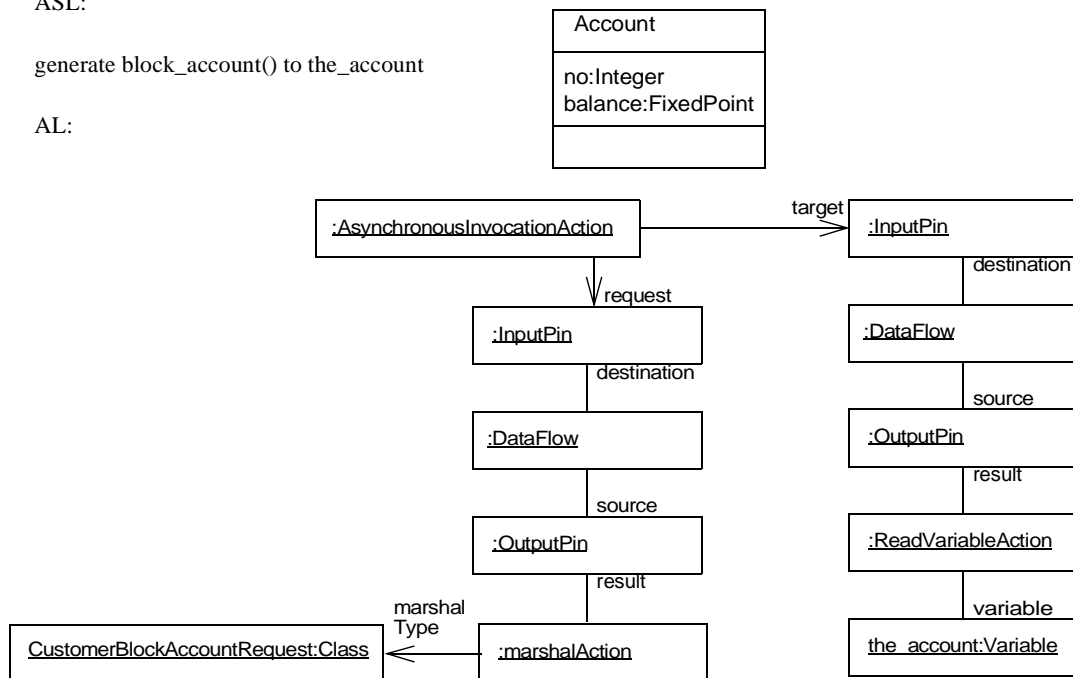 ASL:
generate block_account() to the_account
AL:
Account
no:Integer
balance:FixedPoint
:AsynchronousInvocationAction
target
:InputPin
destination
request
:InputPin
destination
:DataFlow
source
:DataFlow
source
:OutputPin
result
:OutputPin
result
:ReadVariableAction
variable
marshal
Type
CustomerBlockAccountRequest:Class
:marshalAction
the_account:Variable